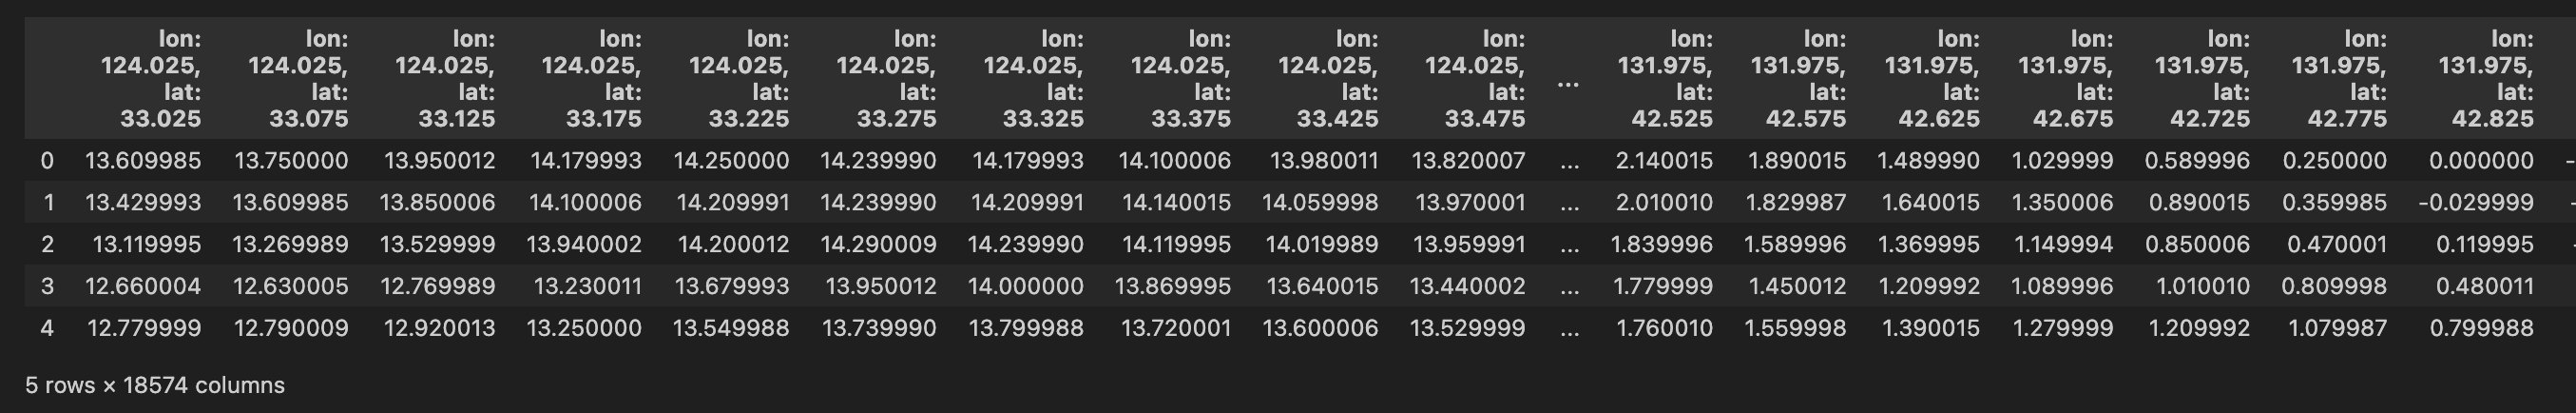 lon: lon: lon: lon: lon: lon: lon: lon: lon: lon: lon: lon: lon: lon: lon: lon: lon:
124.025, 124.025, 124.025, 124.025, 124.025, 124.025, 124.025, 124.025, 124.025, 124.025, ... 131.975, 131.975, 131.975, 131.975, 131.975, 131.975, 131.975,
lat: lat: lat: lat: lat: lat: lat: lat: lat: lat: lat: lat: lat: lat: lat: lat: lat:
33.025 33.075 33.125 33.175 33.225 33.275 33.325 33.375 33.425 33.475 42.525 42.575 42.625 42.675 42.725 42.775 42.825
0 13.609985 13.750000 13.950012 14.179993 14.250000 14.239990 14.179993 14.100006 13.980011 13.820007 ... 2.140015 1.890015 1.489990 1.029999 0.589996 0.250000 0.000000 -
1 13.429993 13.609985 13.850006 14.100006 14.209991 14.239990 14.209991 14.140015 14.059998 13.970001 ... 2.010010 1.829987 1.640015 1.350006 0.890015 0.359985 -0.029999 -
2 13.119995 13.269989 13.529999 13.940002 14.200012 14.290009 14.239990 14.119995 14.019989 13.959991 ... 1.839996 1.589996 1.369995 1.149994 0.850006 0.470001 0.119995 -
3 12.660004 12.630005 12.769989 13.230011 13.679993 13.950012 14.000000 13.869995 13.640015 13.440002 ... 1.779999 1.450012 1.209992 1.089996 1.010010 0.809998 0.480011
4 12.779999 12.790009 12.920013 13.250000 13.549988 13.739990 13.799988 13.720001 13.600006 13.529999 ... 1.760010 1.559998 1.390015 1.279999 1.209992 1.079987 0.799988
5 rows × 18574 columns